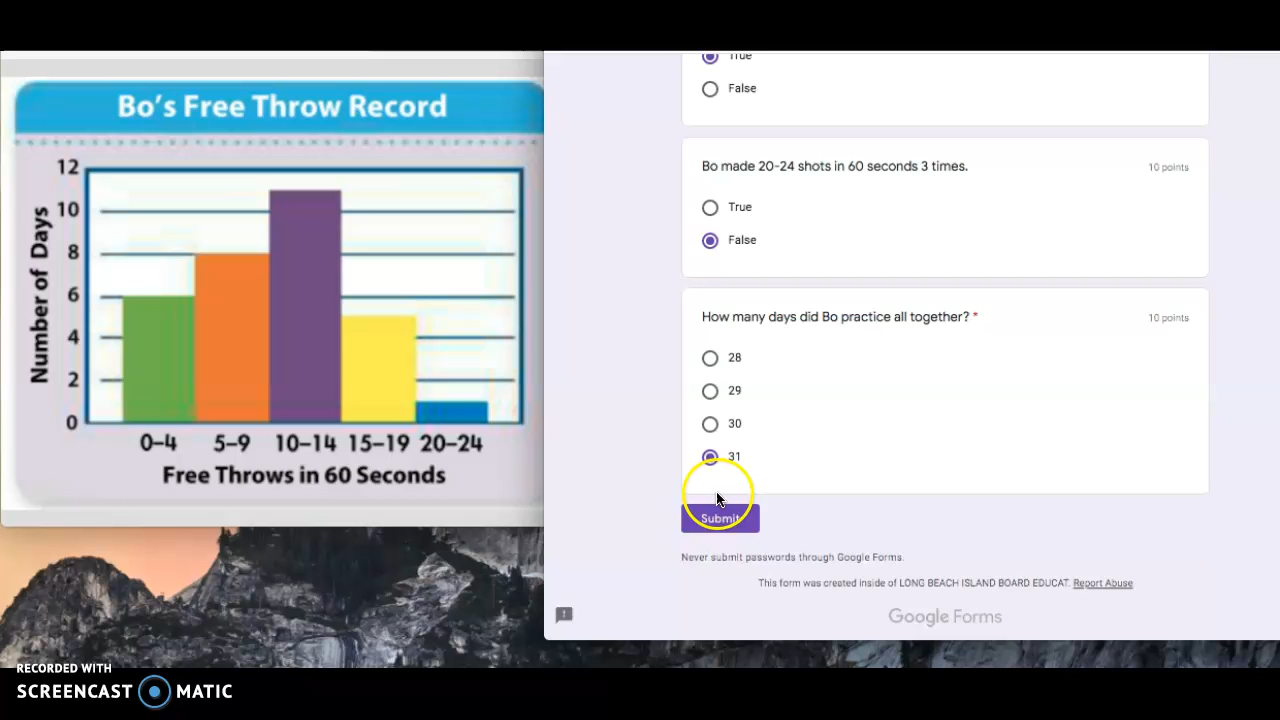 Bo's Free Throw Record
12
10
8
6
4
2
0
Number of Days
0–4 5–9 10–14 15–19 20–24
Free Throws in 60 Seconds
True
False
Bo made 20-24 shots in 60 seconds 3 times.
10 points
True
False
How many days did Bo practice all together? *
10 points
28
29
30
31
Submit
Never submit passwords through Google Forms.
This form was created inside of LONG BEACH ISLAND BOARD EDUCAT. Report Abuse
Google Forms
RECORDED WITH
SCREENCAST MATIC